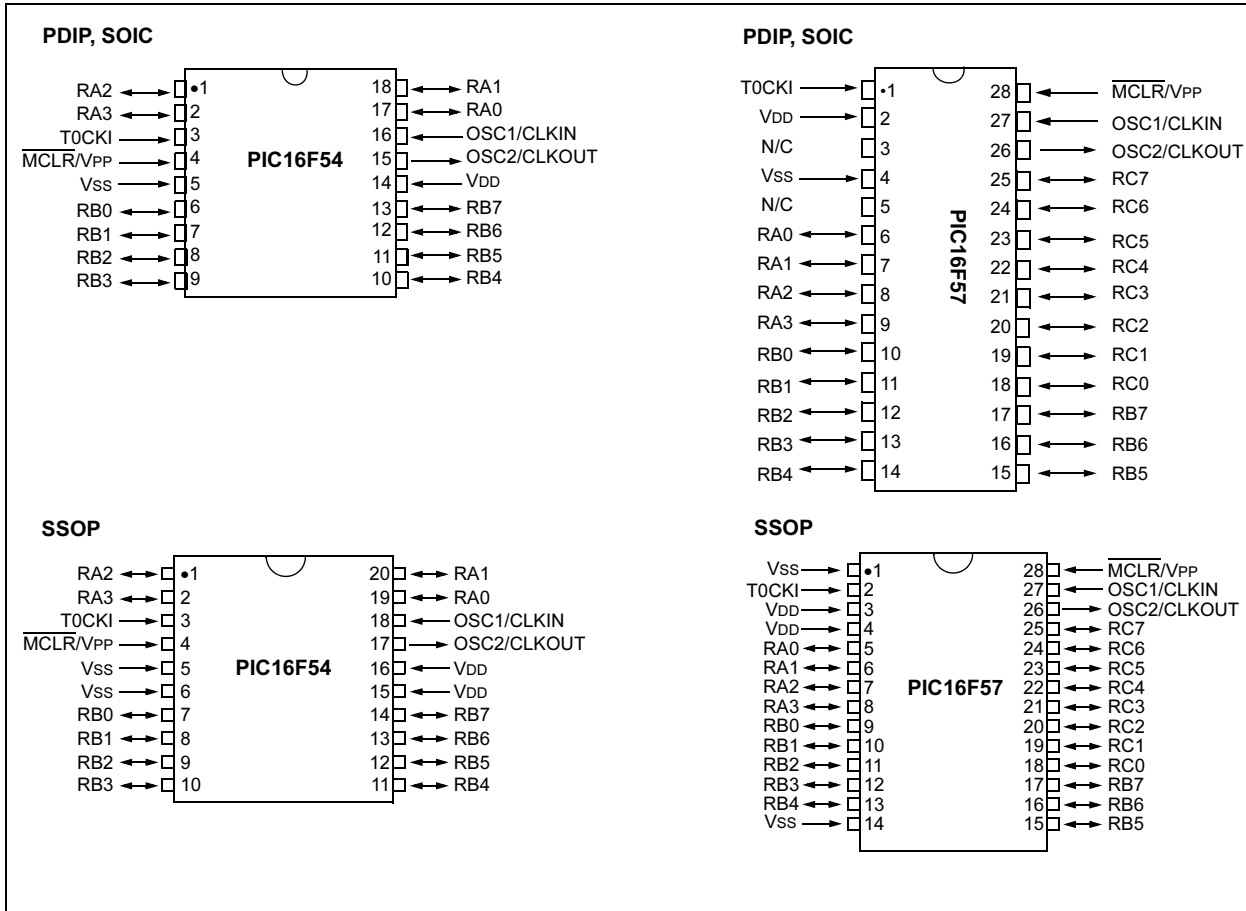 PDIP, SOIC
RA2 •1 18 RA1
RA3 2 17 RA0
T0CKI 3 16 OSC1/CLKIN
MCLR/VPP 4 15 OSC2/CLKOUT
VSS 5 14 VDD
RB0 6 13 RB7
RB1 7 12 RB6
RB2 8 11 RB5
RB3 9 10 RB4
PIC16F54
PDIP, SOIC
T0CKI •1 28 MCLR/VPP
VDD 2 27 OSC1/CLKIN
N/C 3 26 OSC2/CLKOUT
VSS 4 25 RC7
N/C 5 24 RC6
RA0 6 23 RC5
RA1 7 22 RC4
RA2 8 21 RC3
RA3 9 20 RC2
RB0 10 19 RC1
RB1 11 18 RC0
RB2 12 17 RB7
RB3 13 16 RB6
RB4 14 15 RB5
PIC16F57
SSOP
RA2 •1 20 RA1
RA3 2 19 RA0
T0CKI 3 18 OSC1/CLKIN
MCLR/VPP 4 17 OSC2/CLKOUT
VSS 5 16 VDD
VSS 6 15 VDD
RB0 7 14 RB7
RB1 8 13 RB6
RB2 9 12 RB5
RB3 10 11 RB4
PIC16F54
SSOP
VSS •1 28 MCLR/VPP
T0CKI 2 27 OSC1/CLKIN
VDD 3 26 OSC2/CLKOUT
VDD 4 25 RC7
RA0 5 24 RC6
RA1 6 23 RC5
RA2 7 22 RC4
RA3 8 21 RC3
RB0 9 20 RC2
RB1 10 19 RC1
RB2 11 18 RC0
RB3 12 17 RB7
RB4 13 16 RB6
VSS 14 15 RB5
PIC16F57